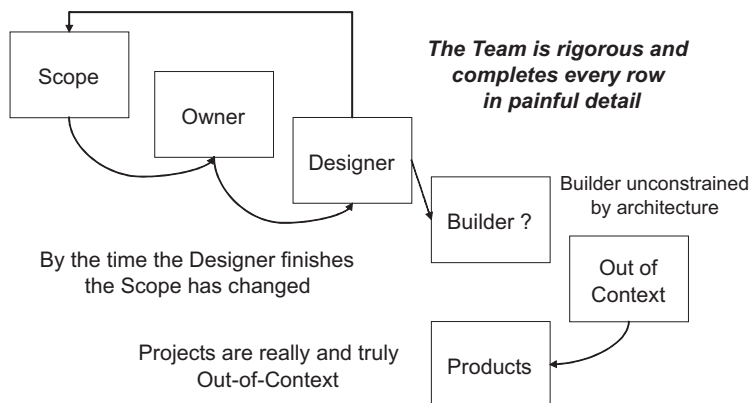 Scope
The Team is rigorous and
completes every row
in painful detail
Owner
Designer
Builder unconstrained
by architecture
Builder ?
By the time the Designer finishes
the Scope has changed
Out of
Context
Projects are really and truly
Out-of-Context
Products